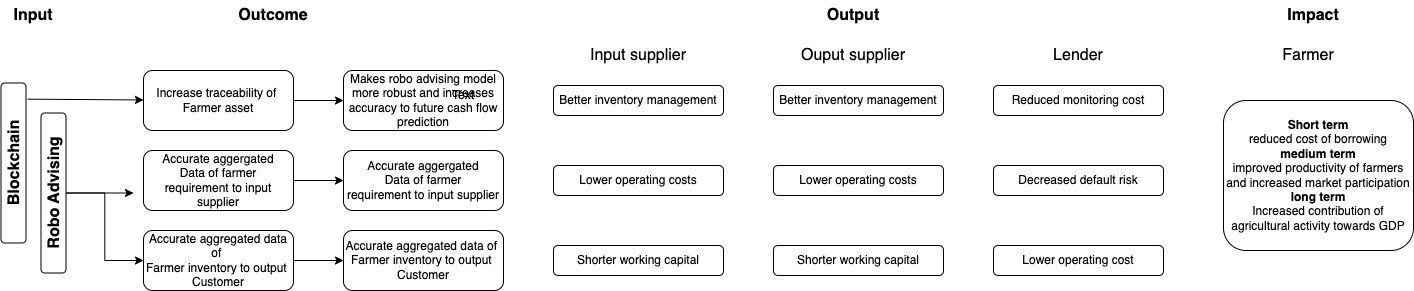 Input
Outcome
Output
Impact
Input supplier
Ouput supplier
Lender
Farmer
Blockchain
Robo Advising
Increase traceability of
Farmer asset
Makes robo advising model
more robust and increases
accuracy to future cash flow
prediction
Text
Better inventory management
Better inventory management
Reduced monitoring cost
Accurate aggergated
Data of farmer
requirement to input
supplier
Accurate aggergated
Data of farmer
requirement to input supplier
Lower operating costs
Lower operating costs
Decreased default risk
Accurate aggregated data
of
Farmer inventory to output
Customer
Accurate aggregated data of
Farmer inventory to output
Customer
Shorter working capital
Shorter working capital
Lower operating cost
Short term
reduced cost of borrowing
medium term
improved productivity of farmers
and increased market participation
long term
Increased contribution of
agricultural activity towards GDP